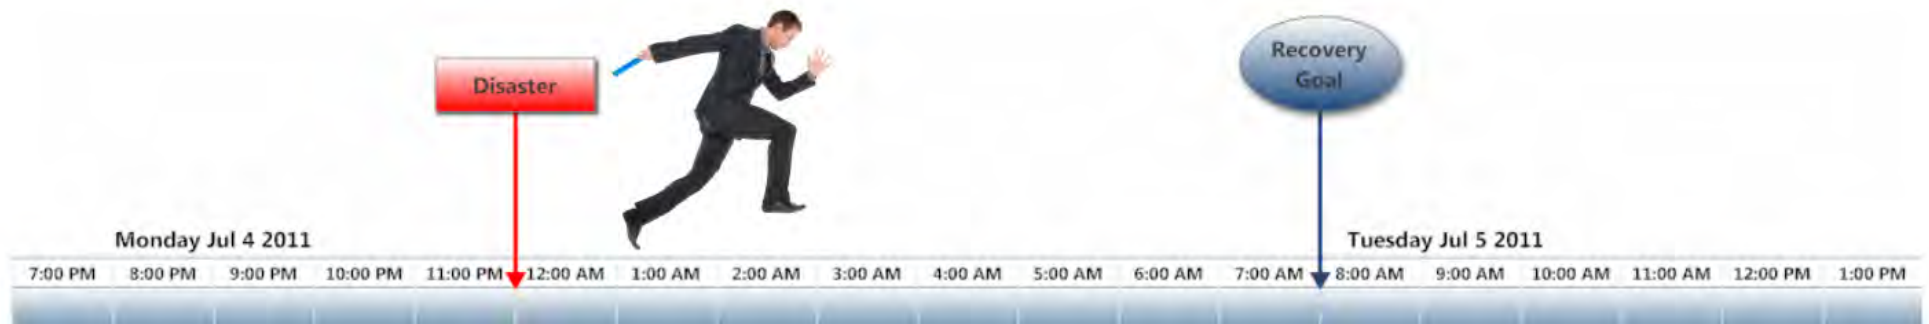 Disaster
Recovery
Goal
Monday Jul 4 2011
Tuesday Jul 5 2011
7:00 PM 8:00 PM 9:00 PM 10:00 PM 11:00 PM 12:00 AM 1:00 AM 2:00 AM 3:00 AM 4:00 AM 5:00 AM 6:00 AM 7:00 AM 8:00 AM 9:00 AM 10:00 AM 11:00 AM 12:00 PM 1:00 PM